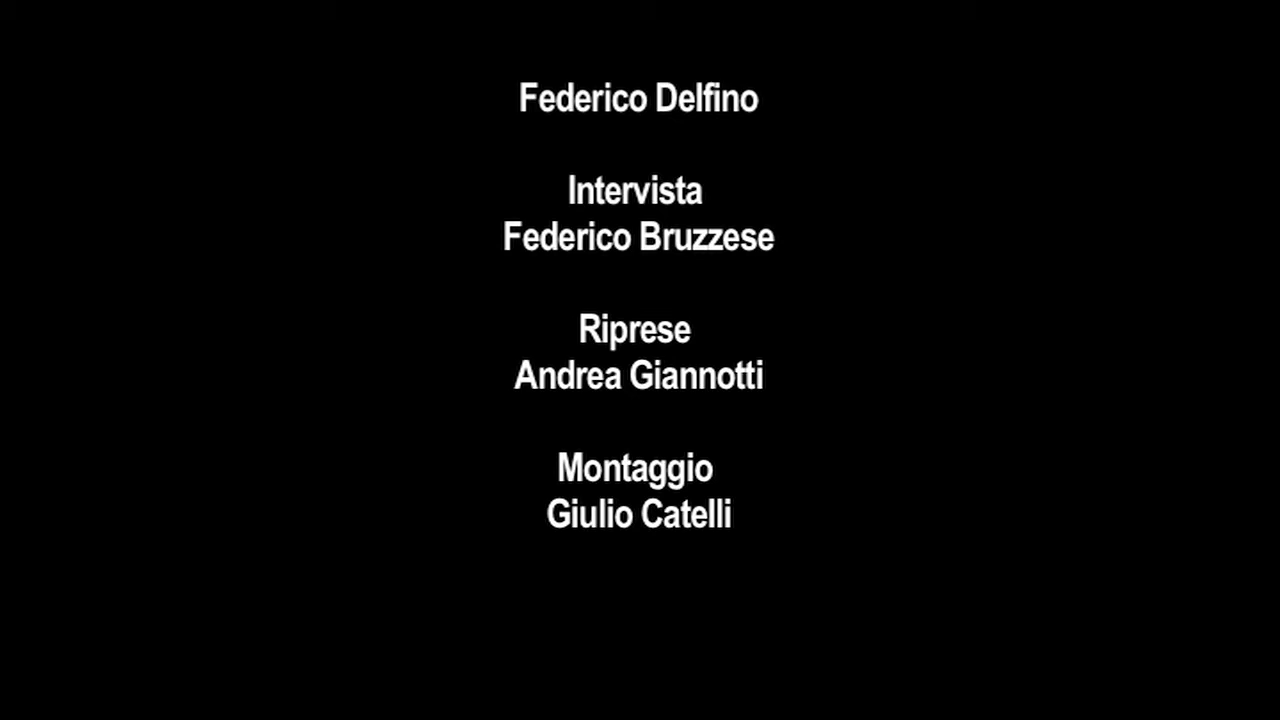 Federico Delfino
Intervista
Federico Bruzzese
Riprese
Andrea Giannotti
Montaggio
Giulio Catelli